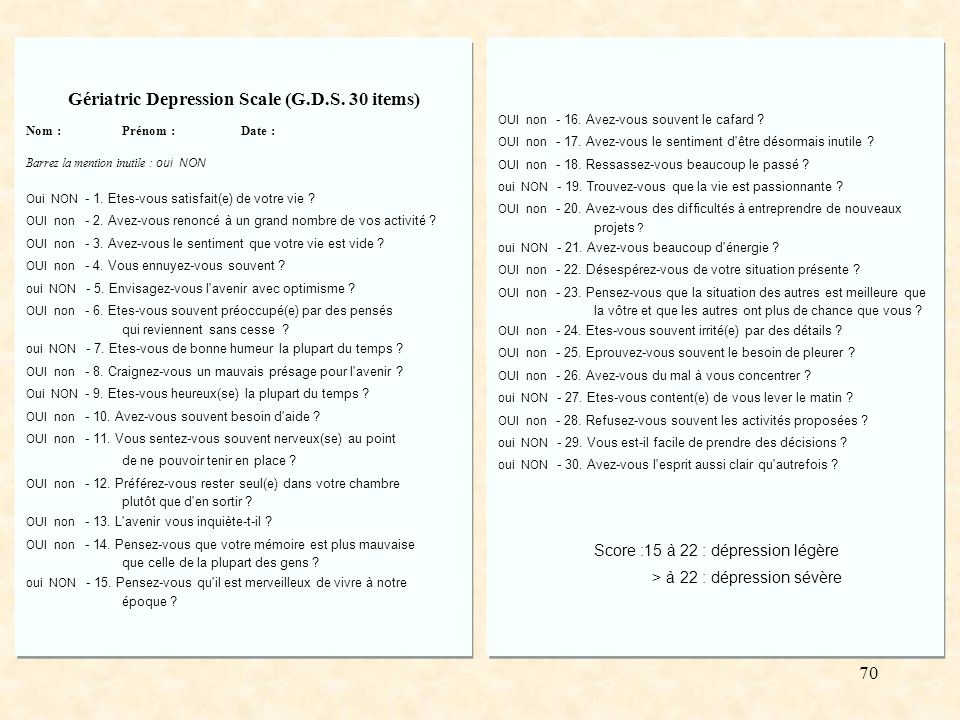 Gériatric Depression Scale (G.D.S. 30 items)
Nom : Prénom : Date :
Barrez la mention inutile : oui NON
Oui NON - 1. Etes-vous satisfait(e) de votre vie ?
OUI non - 2. Avez-vous renoncé à un grand nombre de vos activité ?
OUI non - 3. Avez-vous le sentiment que votre vie est vide ?
OUI non - 4. Vous ennuyez-vous souvent ?
oui NON - 5. Envisagez-vous l'avenir avec optimisme ?
OUI non - 6. Etes-vous souvent préoccupé(e) par des pensés
qui reviennent sans cesse ?
oui NON - 7. Etes-vous de bonne humeur la plupart du temps ?
OUI non - 8. Craignez-vous un mauvais présage pour l'avenir ?
Oui NON - 9. Etes-vous heureux(se) la plupart du temps ?
OUI non - 10. Avez-vous souvent besoin d'aide ?
OUI non - 11. Vous sentez-vous souvent nerveux(se) au point
de ne pouvoir tenir en place ?
OUI non - 12. Préférez-vous rester seul(e) dans votre chambre
plutôt que d'en sortir ?
OUI non - 13. L'avenir vous inquiète-t-il ?
OUI non - 14. Pensez-vous que votre mémoire est plus mauvaise
que celle de la plupart des gens ?
oui NON - 15. Pensez-vous qu'il est merveilleux de vivre à notre
époque ?
OUI non - 16. Avez-vous souvent le cafard ?
OUI non - 17. Avez-vous le sentiment d'être désormais inutile ?
OUI non - 18. Ressassez-vous beaucoup le passé ?
oui NON - 19. Trouvez-vous que la vie est passionnante ?
OUI non - 20. Avez-vous des difficultés à entreprendre de nouveaux
projets ?
oui NON - 21. Avez-vous beaucoup d'énergie ?
OUI non - 22. Désespérez-vous de votre situation présente ?
OUI non - 23. Pensez-vous que la situation des autres est meilleure que
la vôtre et que les autres ont plus de chance que vous ?
OUI non - 24. Etes-vous souvent irrité(e) par des détails ?
OUI non - 25. Eprouvez-vous souvent le besoin de pleurer ?
OUI non - 26. Avez-vous du mal à vous concentrer ?
oui NON - 27. Etes-vous content(e) de vous lever le matin ?
OUI non - 28. Refusez-vous souvent les activités proposées ?
oui NON - 29. Vous est-il facile de prendre des décisions ?
oui NON - 30. Avez-vous l'esprit aussi clair qu'autrefois ?
Score :15 à 22 : dépression légère
> à 22 : dépression sévère
70